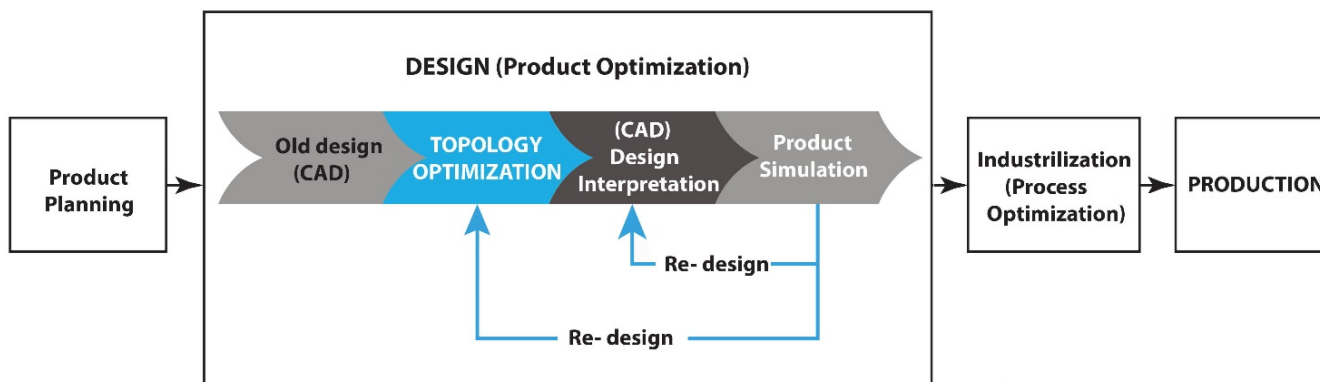 DESIGN (Product Optimization)
Product
Planning
Old design
(CAD)
TOPOLOGY
OPTIMIZATION
(CAD)
Design
Interpretation
Product
Simulation
Industrilization
(Process
Optimization)
PRODUCTION
Re- design
Re- design